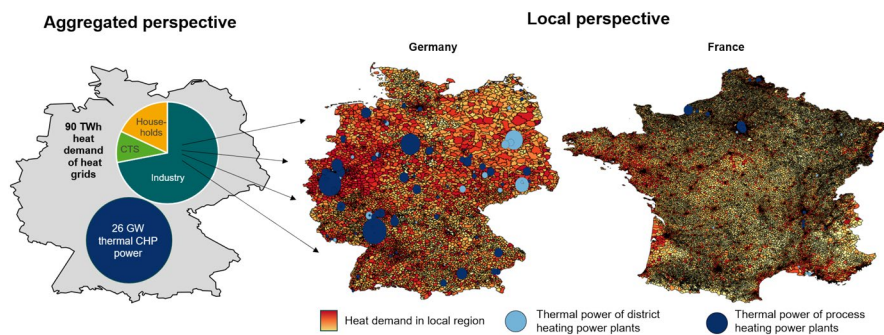 Aggregated perspective
Local perspective
Germany
France
90 TWh
heat
demand
of heat
grids
House-
holds
CTS
Industry
26 GW
thermal CHP
power
Heat demand in local region
Thermal power of district
heating power plants
Thermal power of process
heating power plants